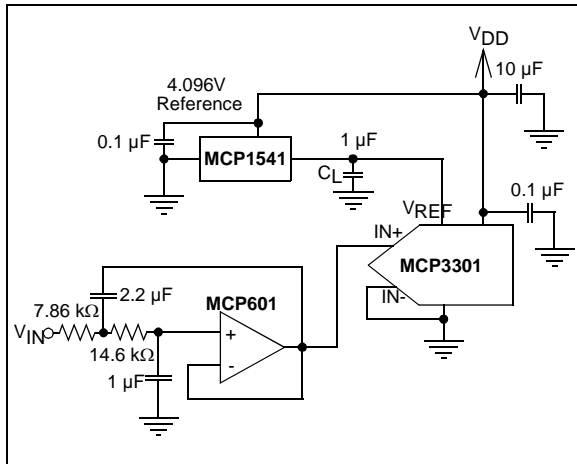 VDD
10 µF
4.096V
Reference
0.1 µF
MCP1541
1 µF
CL
0.1 µF
VREF
IN+
MCP3301
IN-
2.2 µF
MCP601
7.86 kΩ
VIN
14.6 kΩ
+
-
1 µF